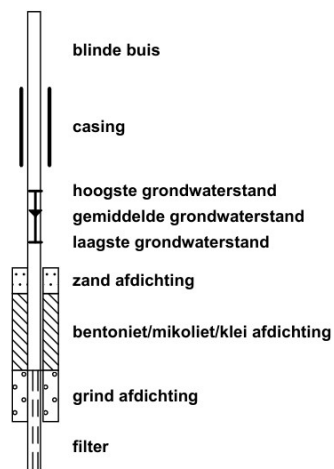 blinde buis
casing
hoogste grondwaterstand
gemiddelde grondwaterstand
laagste grondwaterstand
zand afdichting
bentoniet/mikoliet/klei afdichting
grind afdichting
filter